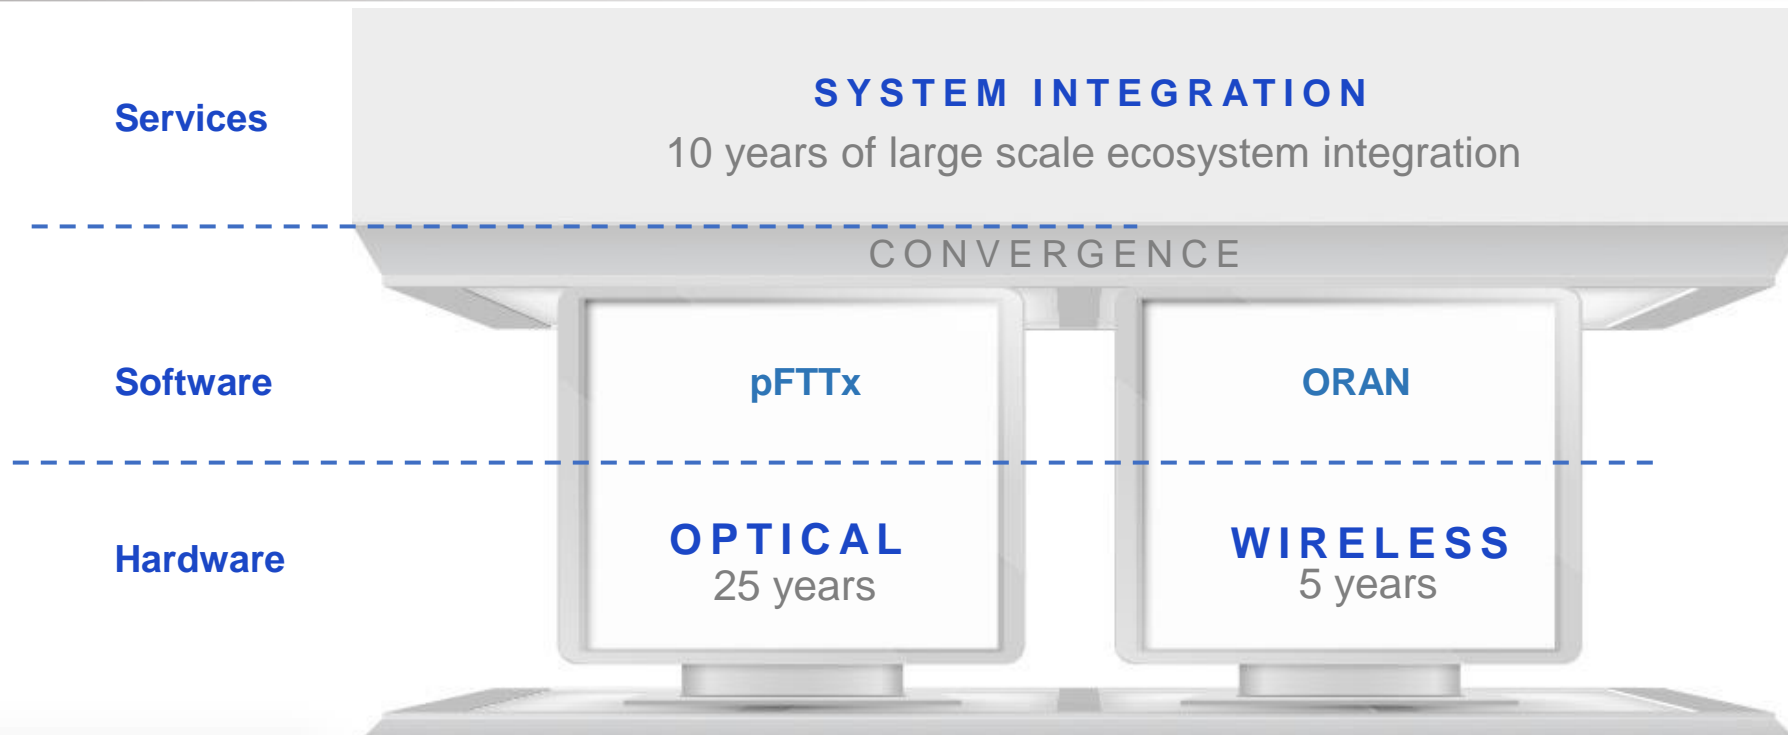 Services
SYSTEM INTEGRATION
10 years of large scale ecosystem integration
CONVERGENCE
Software
pFTTx
ORAN
Hardware
OPTICAL
25 years
WIRELESS
5 years